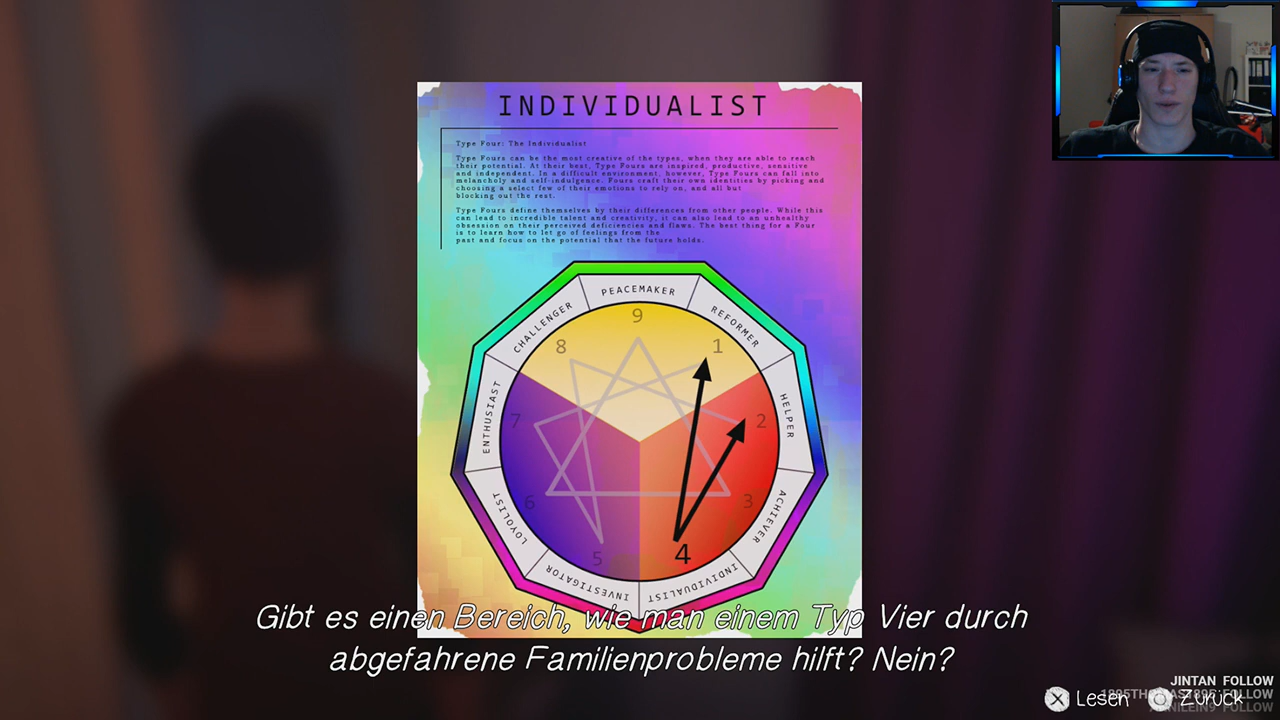 INDIVIDUALIST
Type Four: The Individualist
Type Fours can be the most creative of the types, when they are able to reach
their potential. At their best, Type Fours are inspired, productive, sensitive
and independent. In a difficult environment, however, Type Fours can fall into
melancholy and self-indulgence. Fours craft their own identities by picking and
choosing a select few of their emotions to rely on, and all but
blocking out the rest.
Type Fours define themselves by their differences from other people. While this
can lead to incredible talent and creativity, it can also lead to an unhealthy
obsession on their perceived deficiencies and flaws. The best thing for a Four
is to learn how to let go of feelings from the
past and focus on the potential that the future holds.
PEACEMAKER
CHALLENGER
REFORMER
9
8
1
ENTHUSIAST
HELPER
7
2
6
3
LOYOLIST
ACHIEVER
5
4
INVESTIGATOR
INDIVIDUALIST
Gibt es einen Bereich, wie man einem Typ Vier durch
abgefahrene Familienprobleme hilft? Nein?
JINTAN FOLLOW
FOLLOW
Lesen
Zurück
FOLLOW